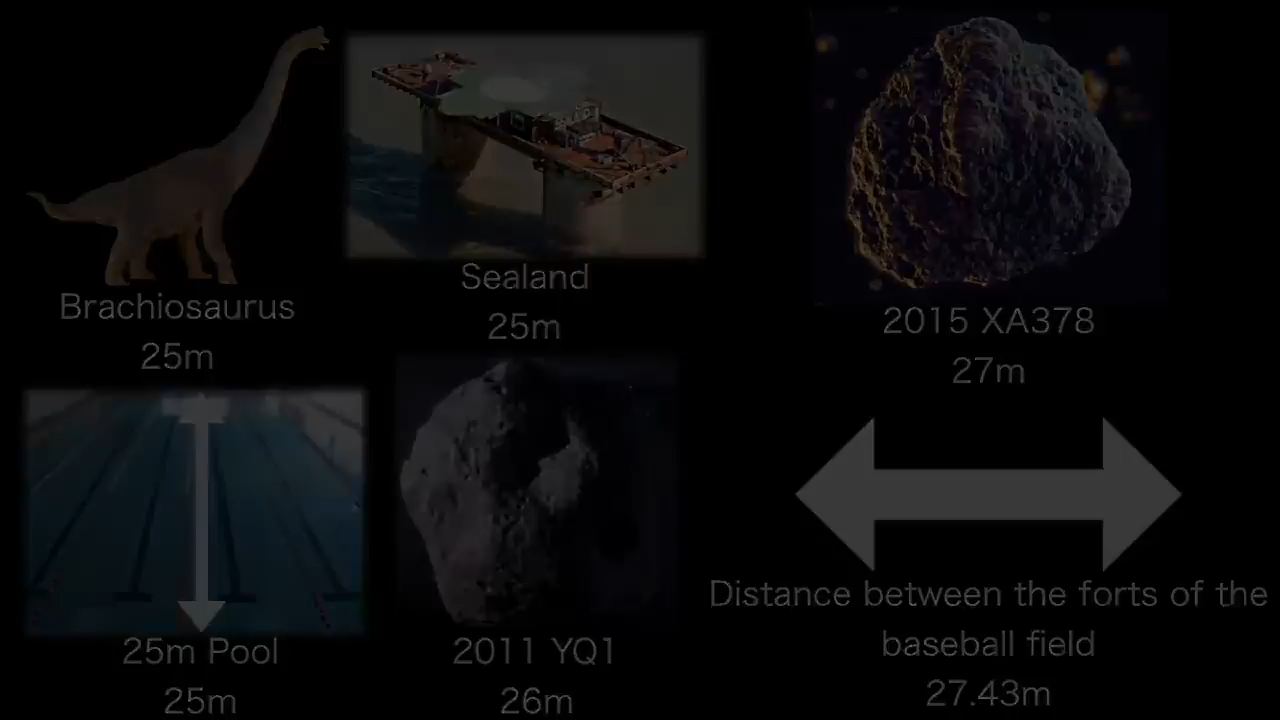 Brachiosaurus
25m
Sealand
25m
2015 XA378
27m
25m Pool
25m
2011 YQ1
26m
Distance between the forts of the
baseball field
27.43m